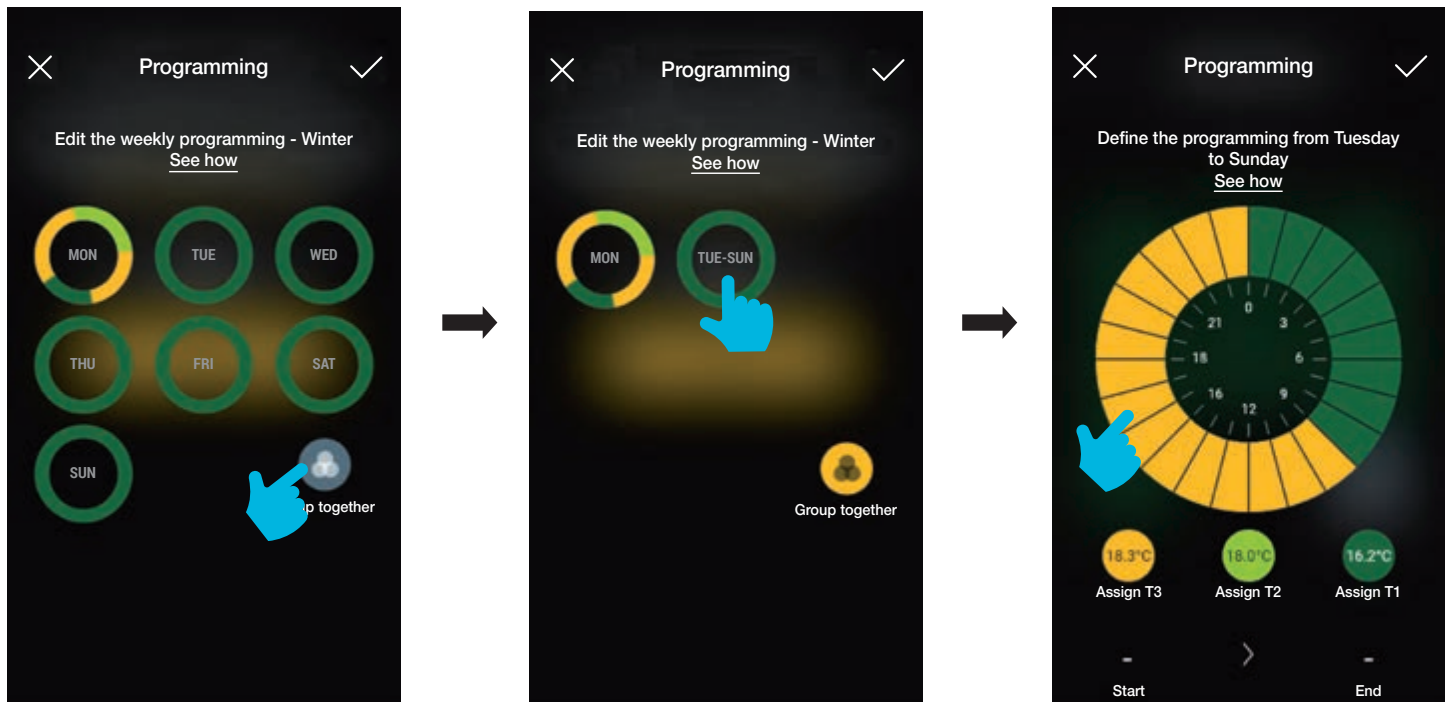 Programming
Edit the weekly programming - Winter
See how
MON
TUE
WED
THU
FRI
SAT
SUN
p together
Programming
Edit the weekly programming - Winter
See how
MON
TUE-SUN
Group together
Programming
Define the programming from Tuesday
to Sunday
See how
0
3
6
9
12
16
18
21
18.3°C
18.0°C
16.2°C
Assign T3
Assign T2
Assign T1
-
-
Start
End